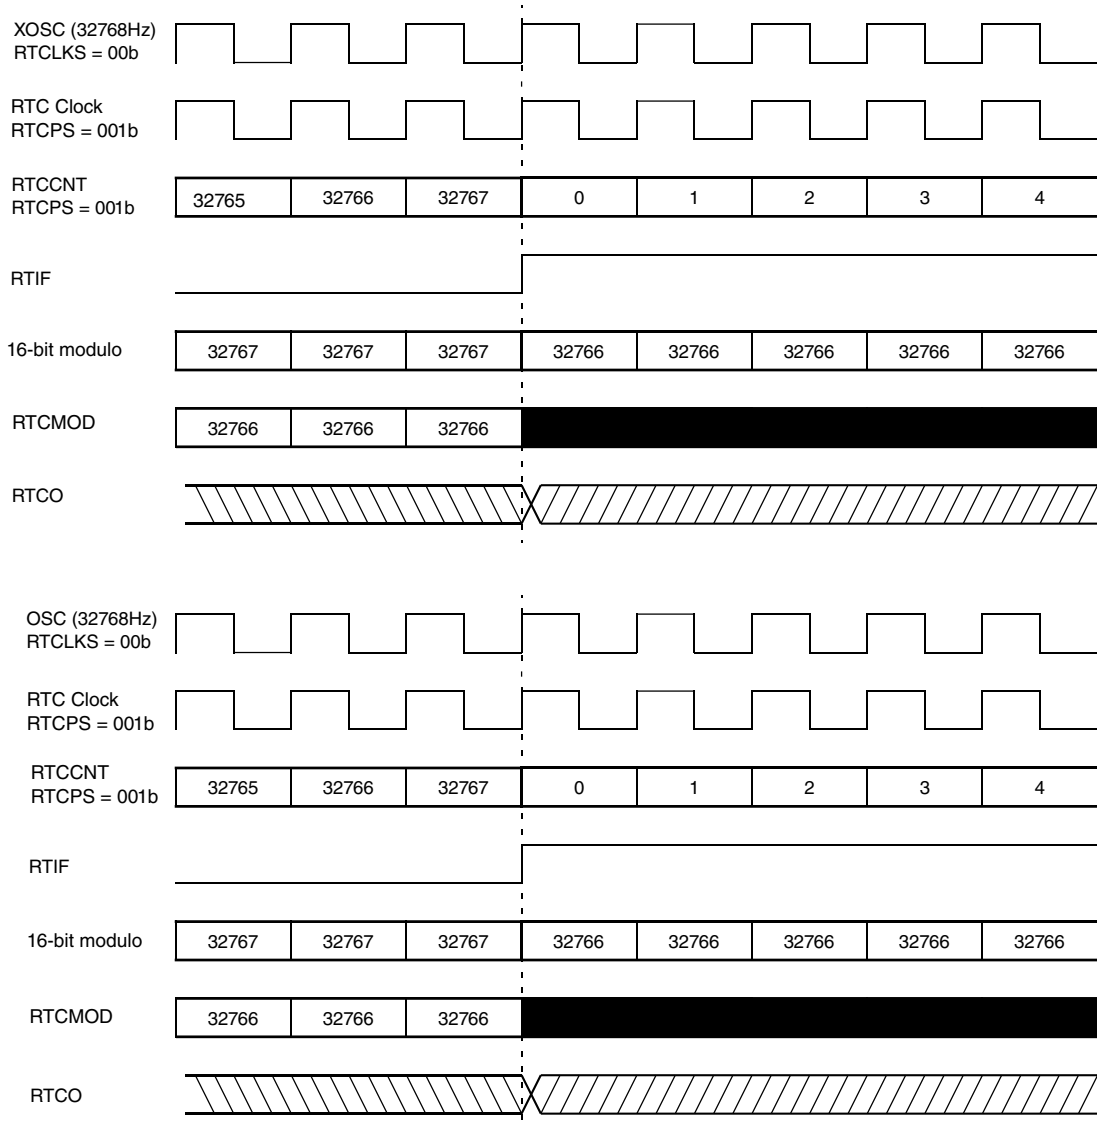 XOSC (32768Hz)
RTCLKS = 00b
RTC Clock
RTCPS = 001b
RTCCNT
RTCPS = 001b
32765 32766 32767 0 1 2 3 4
RTIF
16-bit modulo
32767 32767 32767 32766 32766 32766 32766 32766
RTCMOD
32766 32766 32766
RTCO
OSC (32768Hz)
RTCLKS = 00b
RTC Clock
RTCPS = 001b
RTCCNT
RTCPS = 001b
32765 32766 32767 0 1 2 3 4
RTIF
16-bit modulo
32767 32767 32767 32766 32766 32766 32766 32766
RTCMOD
32766 32766 32766
RTCO